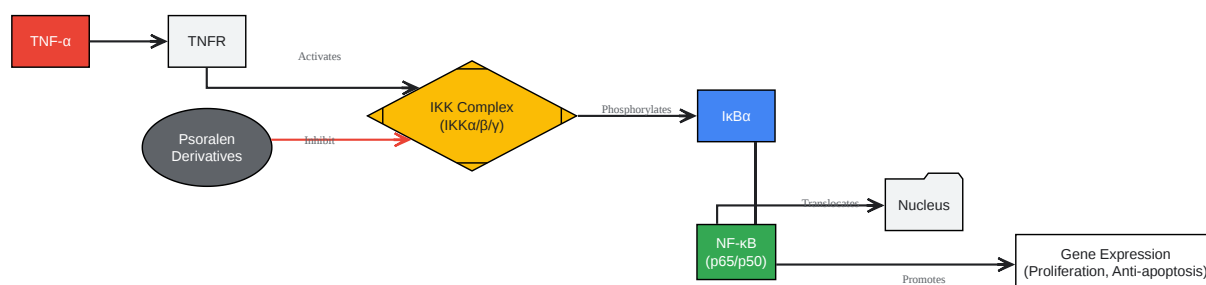 TNF-α
TNFR
Activates
IKK Complex
(IKKα/β/γ)
Psoralen
Derivatives
Inhibit
Phosphorylates
IκBα
Translocates
Nucleus
NF-κB
(p65/p50)
Promotes
Gene Expression
(Proliferation, Anti-apoptosis)